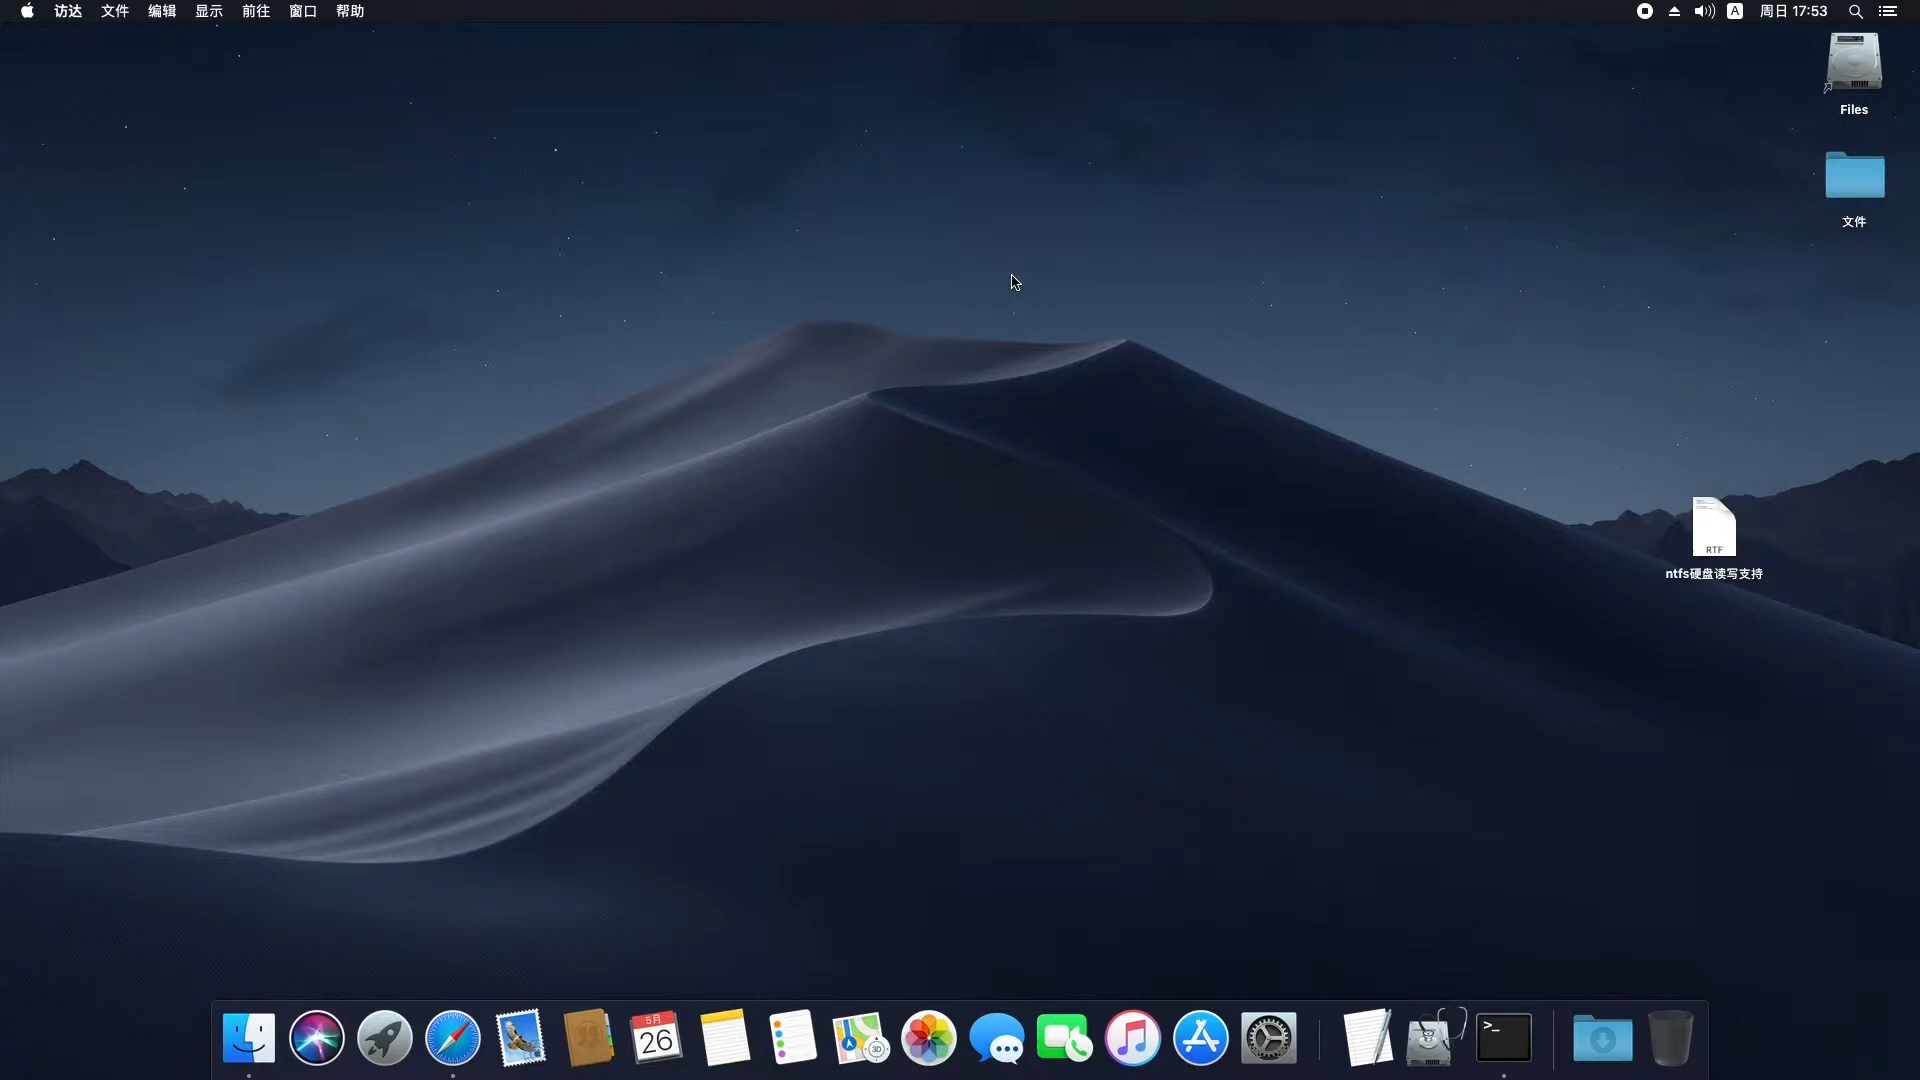 访达 文件 编辑 显示 前往 窗口 帮助 A 周日 17:53
Files
文件
RTF
ntfs硬盘读写支持
5月
26
3D
>_